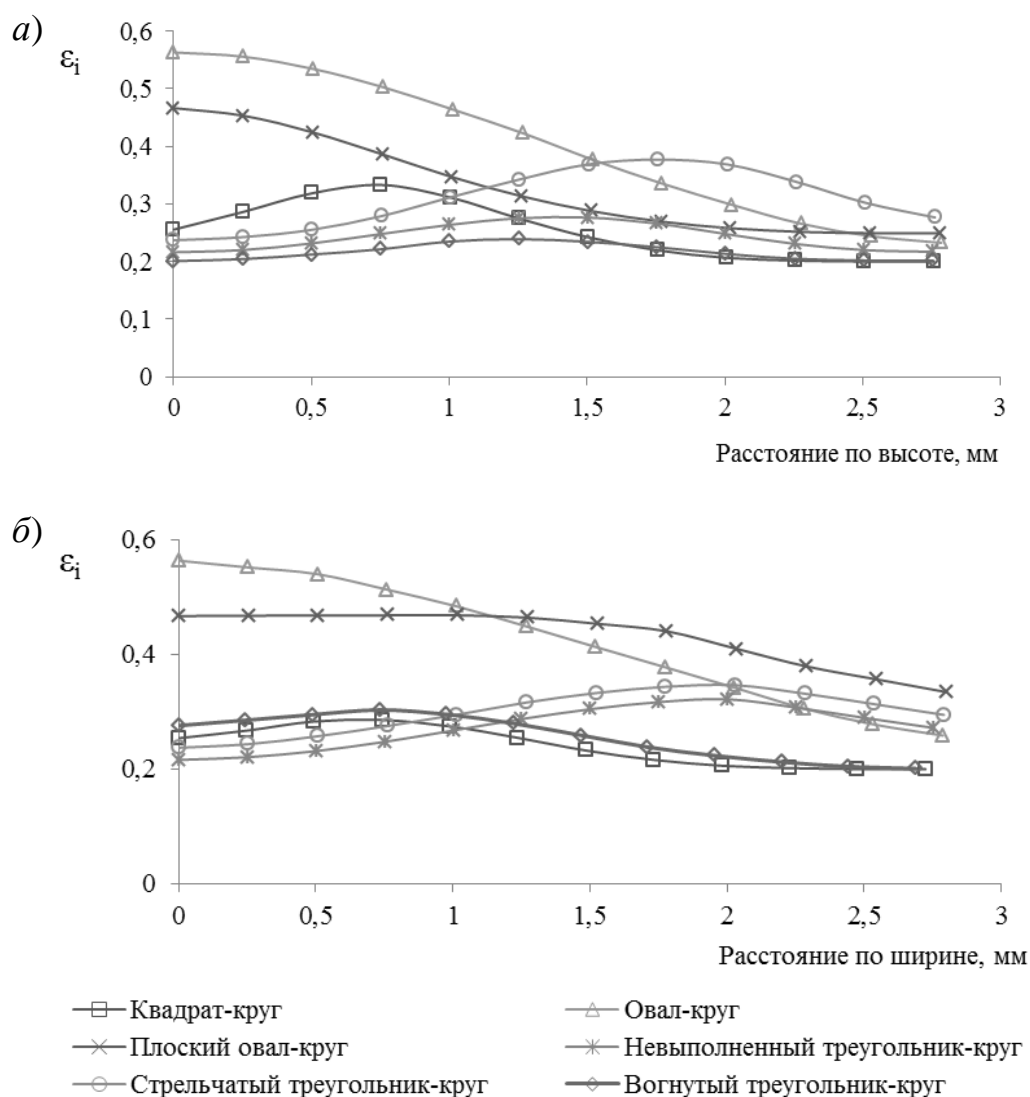 а)
εi
0,6
0,5
0,4
0,3
0,2
0,1
0
0 0,5 1 1,5 2 2,5 3
Расстояние по высоте, мм
б)
εi
0,6
0,4
0,2
0
0 0,5 1 1,5 2 2,5 3
Расстояние по ширине, мм
Квадрат-круг Овал-круг
Плоский овал-круг Невыполненный треугольник-круг
Стрельчатый треугольник-круг Вогнутый треугольник-круг